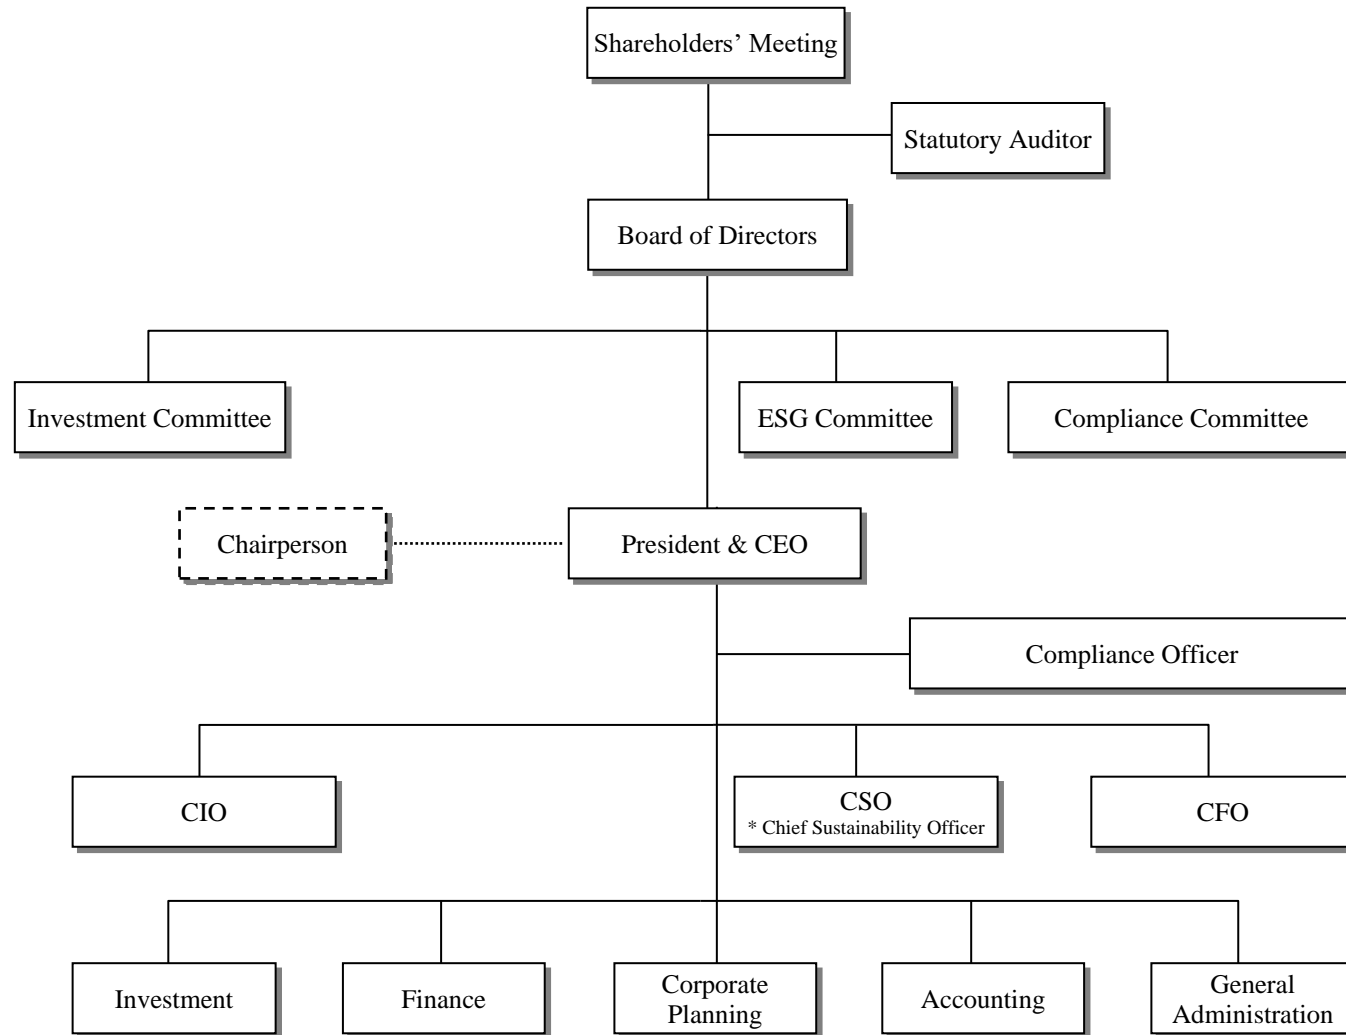 Shareholders’ Meeting
Statutory Auditor
Board of Directors
Investment Committee
ESG Committee
Compliance Committee
Chairperson
President & CEO
Compliance Officer
CIO
CSO
* Chief Sustainability Officer
CFO
Investment
Finance
Corporate
Planning
Accounting
General
Administration